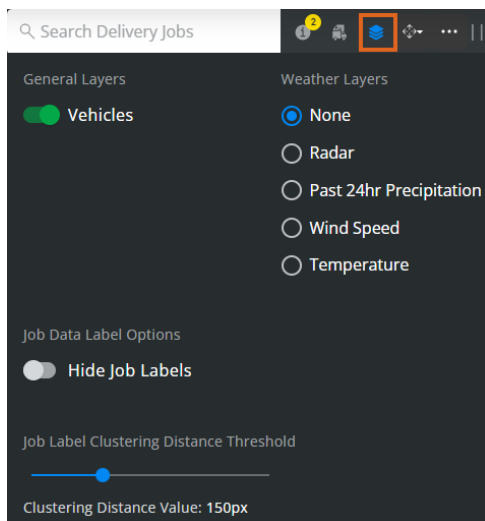 Search Delivery Jobs
2
General Layers
Weather Layers
Vehicles
None
Radar
Past 24hr Precipitation
Wind Speed
Temperature
Job Data Label Options
Hide Job Labels
Job Label Clustering Distance Threshold
Clustering Distance Value: 150px